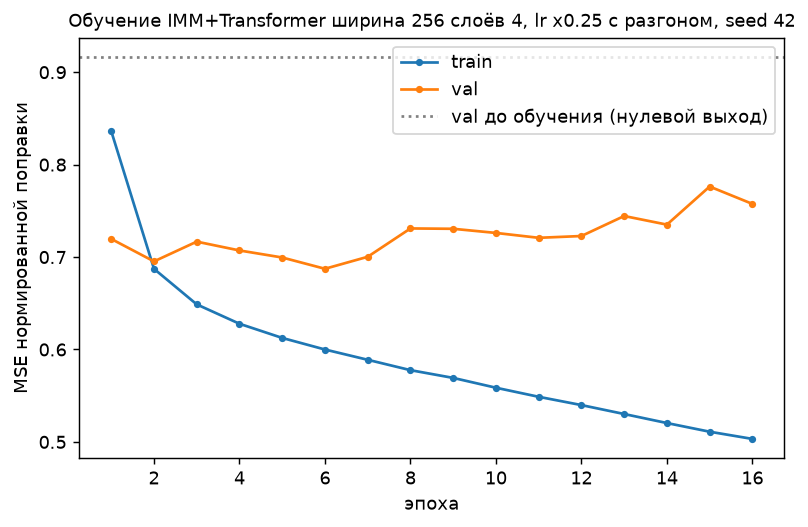 Обучение IMM+Transformer ширина 256 слоёв 4, lr x0.25 с разгоном, seed 42
train
val
val до обучения (нулевой выход)
MSE нормированной поправки
0.9
0.8
0.7
0.6
0.5
2 4 6 8 10 12 14 16
эпоха